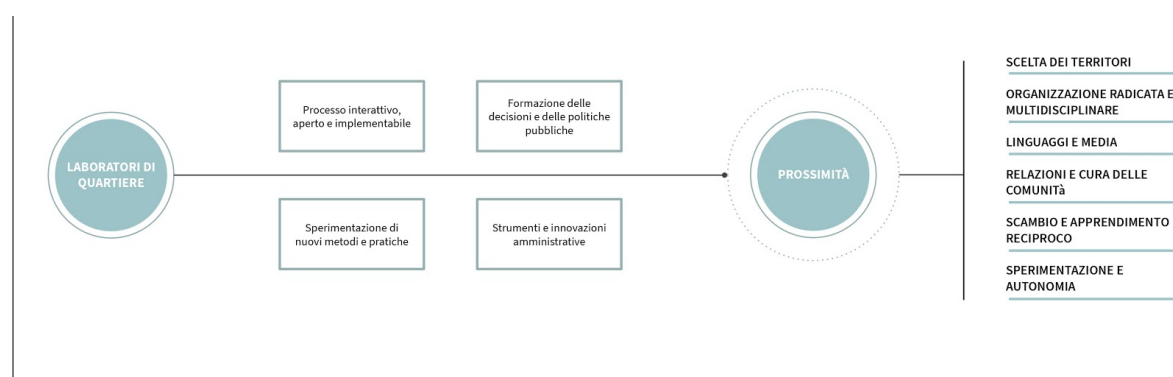 LABORATORI DI
QUARTIERE
Processo interattivo,
aperto e implementabile
Formazione delle
decisioni e delle politiche
pubbliche
Sperimentazione di
nuovi metodi e pratiche
Strumenti e innovazioni
amministrative
PROSSIMITÀ
SCELTA DEI TERRITORI
ORGANIZZAZIONE RADICATA E
MULTIDISCIPLINARE
LINGUAGGI E MEDIA
RELAZIONI E CURA DELLE
COMUNITà
SCAMBIO E APPRENDIMENTO
RECIPROCO
SPERIMENTAZIONE E
AUTONOMIA